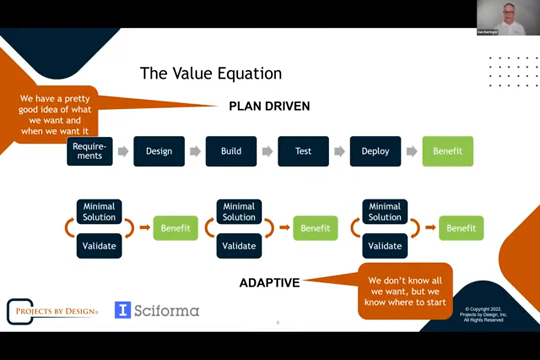 The Value Equation
We have a pretty
good idea of what
we want and
when we want it
PLAN DRIVEN
Require-
ments
Design
Build
Test
Deploy
Benefit
Minimal
Solution
Validate
Benefit
Minimal
Solution
Validate
Benefit
Minimal
Solution
Validate
Benefit
ADAPTIVE
We don't know all
we want, but we
know where to start
PROJECTS BY DESIGN®
Sciforma
© Copyright 2022,
Projects by Design, Inc.
All Rights Reserved